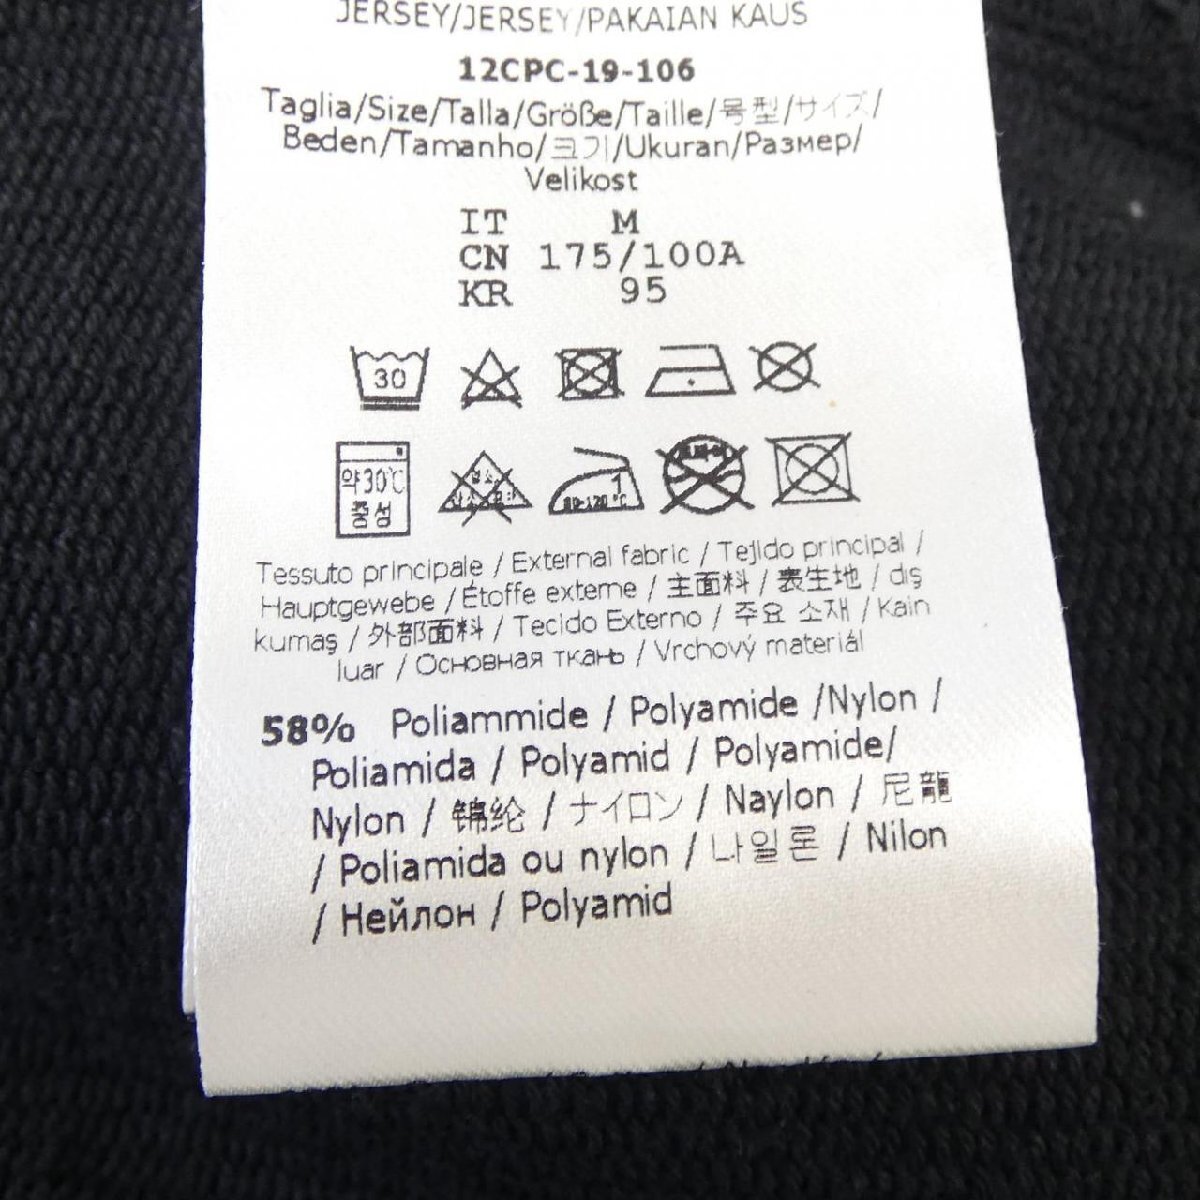 JERSEY/JERSEY/PAKAIAN KAUS
12CPC-19-106
Taglia/Size/Talla/Größe/Taille/号型/サイズ/
Beden/Tamanho/크기/Ukuran/Размер/
Velikost
IT M
CN 175/100A
KR 95
30
약30℃
중성
80-120℃
Tessuto principale / External fabric / Tejido principal /
Hauptgewebe / Étoffe externe / 主面料 / 表生地 / dış
kumaş / 外部面料 / Tecido Externo / 주요 소재 / Kain
luar / Основная ткань / Vrchový materiál
58% Poliammide / Polyamide /Nylon /
Poliamida / Polyamid / Polyamide/
Nylon / 锦纶 / ナイロン / Naylon / 尼龍
/ Poliamida ou nylon / 나일론 / Nilon
/ Нейлон / Polyamid